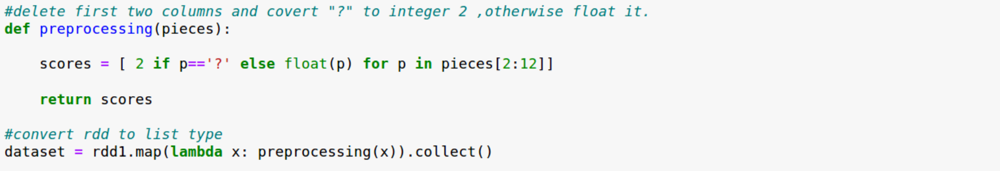 #delete first two columns and covert "?" to integer 2 ,otherwise float it.
def preprocessing(pieces):
    scores = [ 2 if p=='?' else float(p) for p in pieces[2:12]]
    return scores
#convert rdd to list type
dataset = rdd1.map(lambda x: preprocessing(x)).collect()